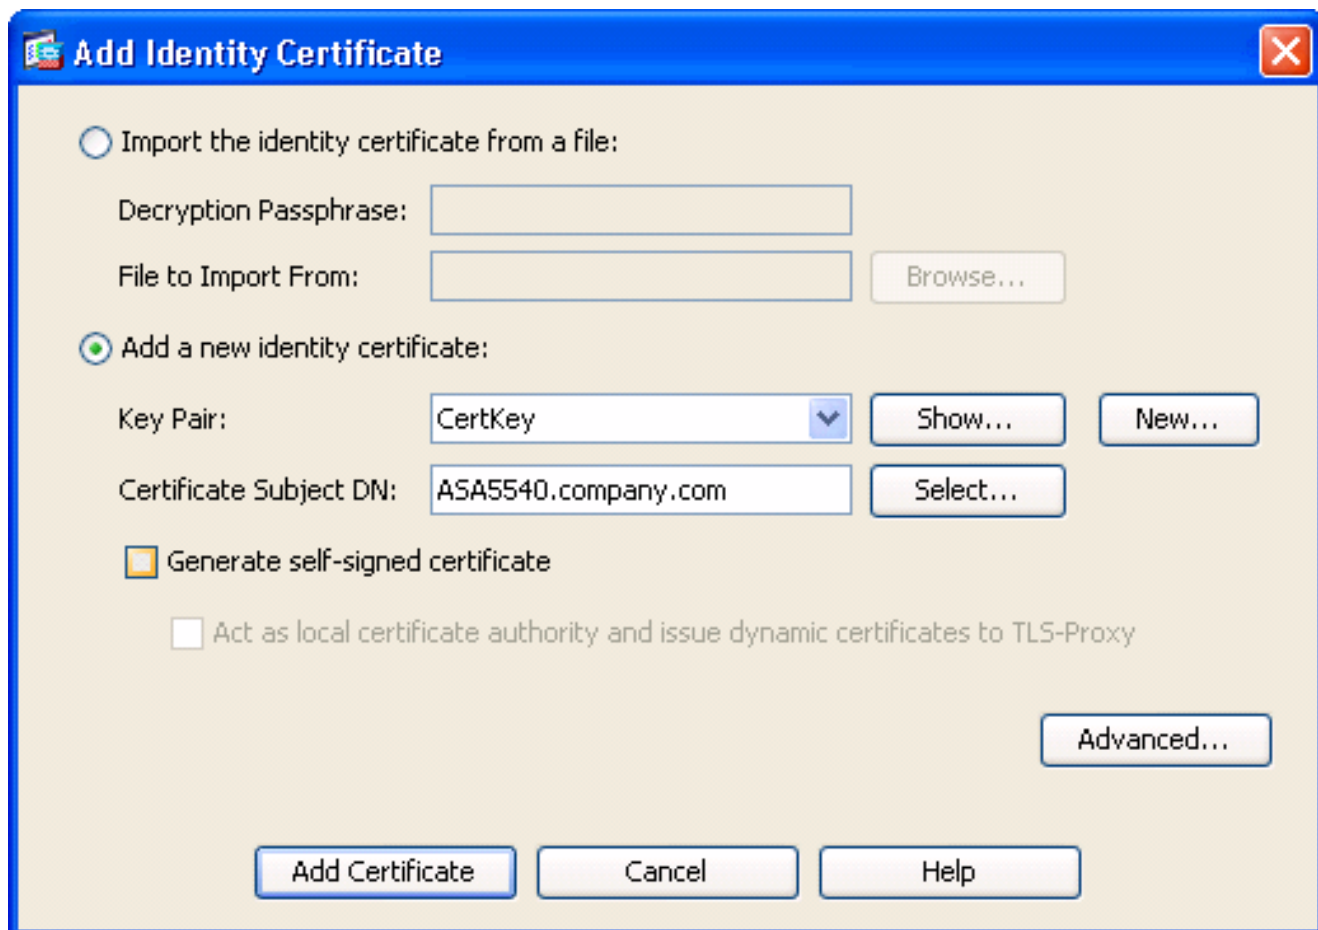 Add Identity Certificate
Import the identity certificate from a file:
Decryption Passphrase:
File to Import From: Browse...
Add a new identity certificate:
Key Pair: CertKey Show... New...
Certificate Subject DN: ASA5540.company.com Select...
Generate self-signed certificate
Act as local certificate authority and issue dynamic certificates to TLS-Proxy
Advanced...
Add Certificate Cancel Help